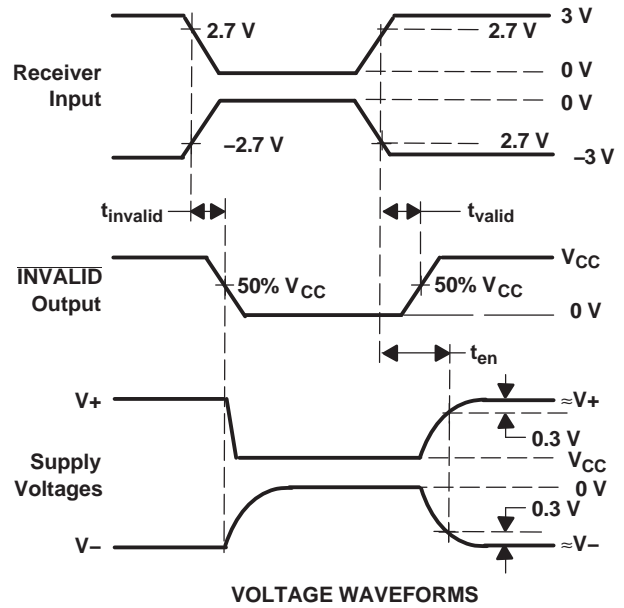 3 V
2.7 V
2.7 V
Receiver
Input
0 V
0 V
–2.7 V
2.7 V
–3 V
tinvalid
tvalid
INVALID
Output
VCC
50% VCC
50% VCC
0 V
ten
V+
≈V+
0.3 V
Supply
Voltages
VCC
0 V
0.3 V
V–
≈V–
VOLTAGE WAVEFORMS